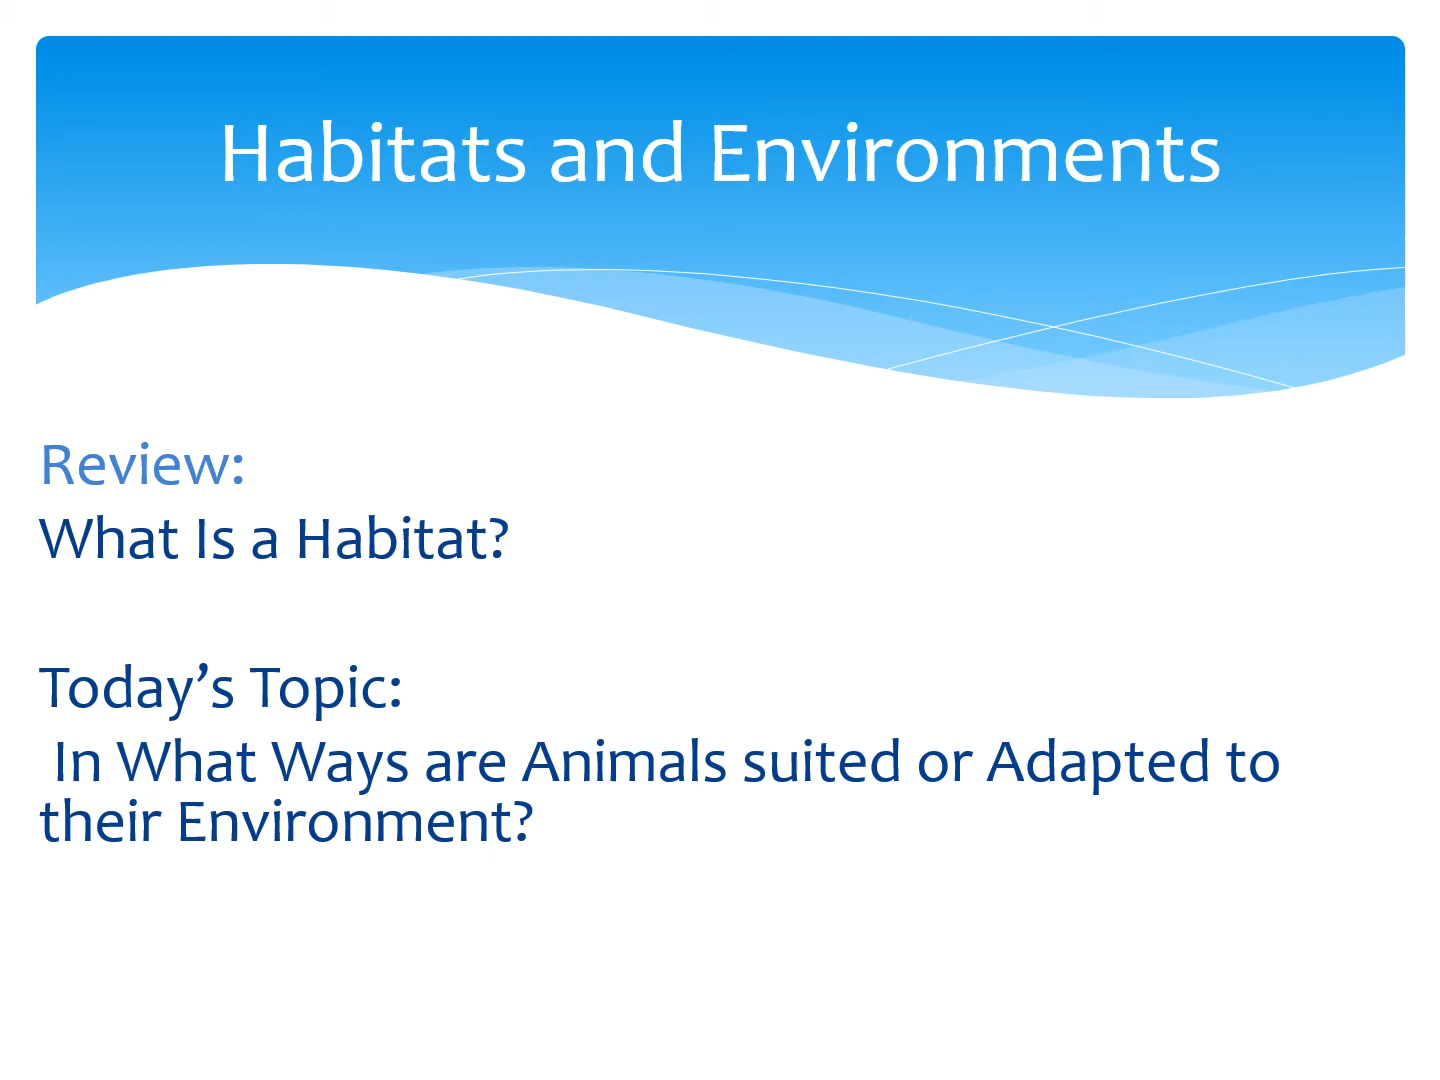 Habitats and Environments
Review:
What Is a Habitat?
Today’s Topic:
In What Ways are Animals suited or Adapted to
their Environment?